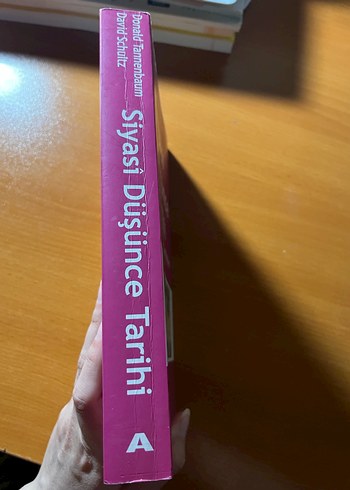 Donald Tannenbaum
David Schultz
Siyasî Düşünce Tarihi
A